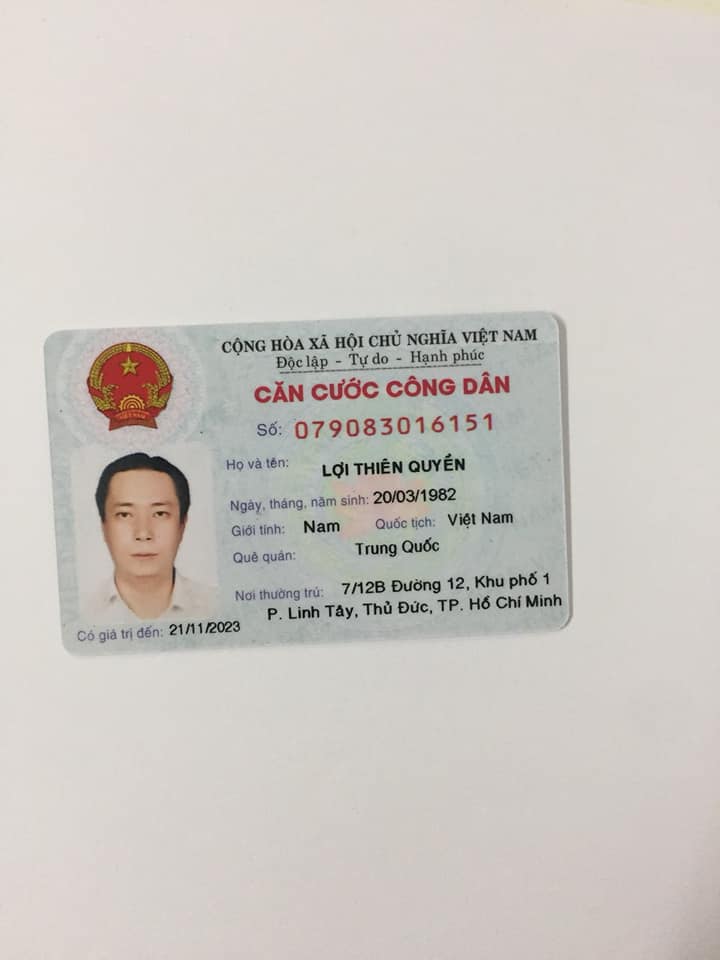 CỘNG HÒA XÃ HỘI CHỦ NGHĨA VIỆT NAM
Độc lập - Tự do - Hạnh phúc
CĂN CƯỚC CÔNG DÂN
Số: 079083016151
Họ và tên: LỢI THIÊN QUYỀN
Ngày, tháng, năm sinh: 20/03/1982
Giới tính: Nam Quốc tịch: Việt Nam
Quê quán: Trung Quốc
Nơi thường trú: 7/12B Đường 12, Khu phố 1
P. Linh Tây, Thủ Đức, TP. Hồ Chí Minh
Có giá trị đến: 21/11/2023